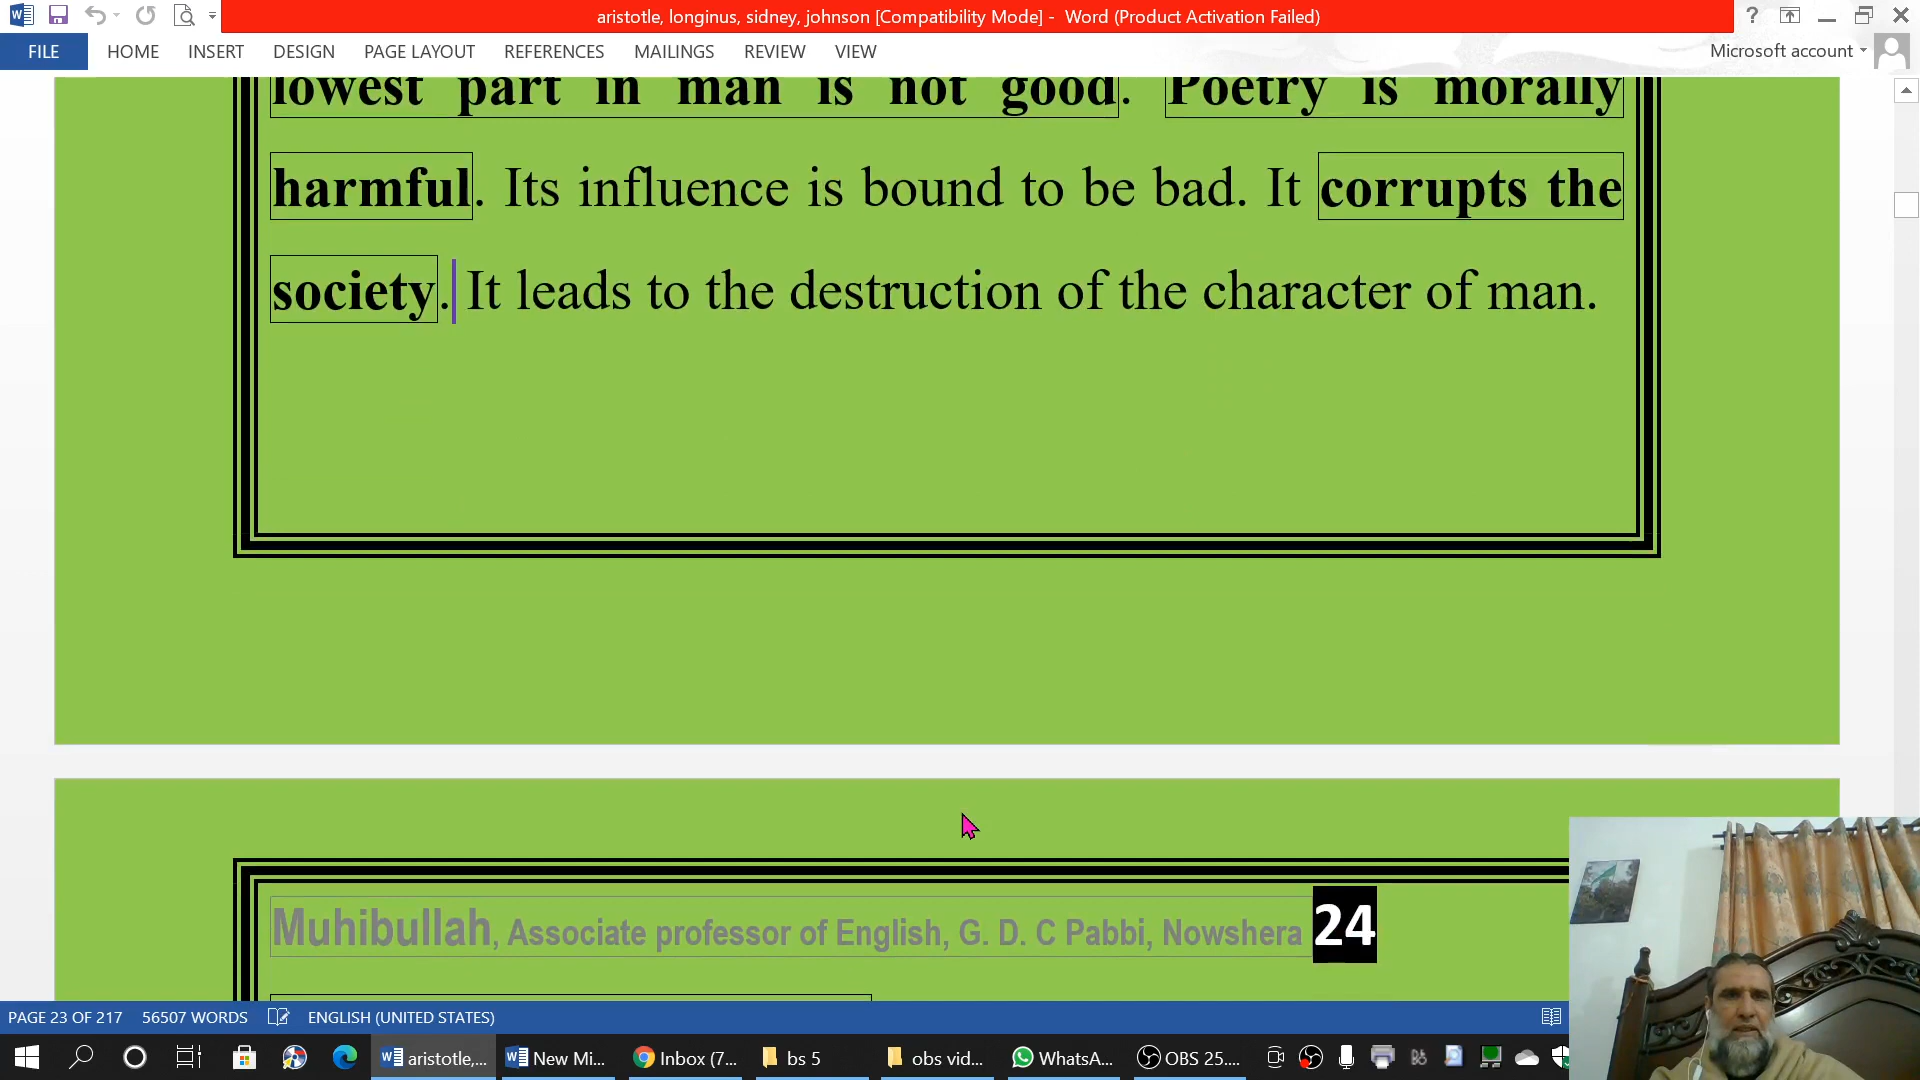 aristotle, longinus, sidney, johnson [Compatibility Mode] - Word (Product Activation Failed)
FILE HOME INSERT DESIGN PAGE LAYOUT REFERENCES MAILINGS REVIEW VIEW Microsoft account
lowest part in man is not good. Poetry is morally
harmful. Its influence is bound to be bad. It corrupts the
society. It leads to the destruction of the character of man.
Muhibullah, Associate professor of English, G. D. C Pabbi, Nowshera 24
PAGE 23 OF 217 56507 WORDS ENGLISH (UNITED STATES)
aristotle,... New Mi... Inbox (7... bs 5 obs vid... WhatsA... OBS 25....